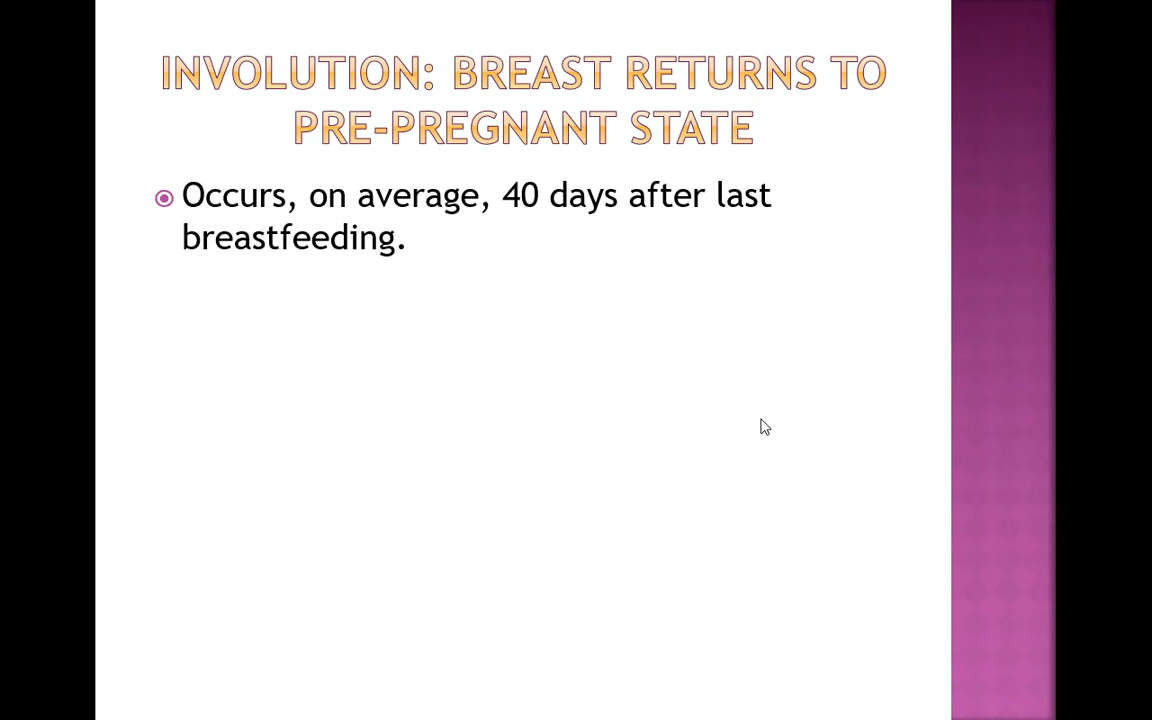 INVOLUTION: BREAST RETURNS TO
PRE-PREGNANT STATE
Occurs, on average, 40 days after last
breastfeeding.